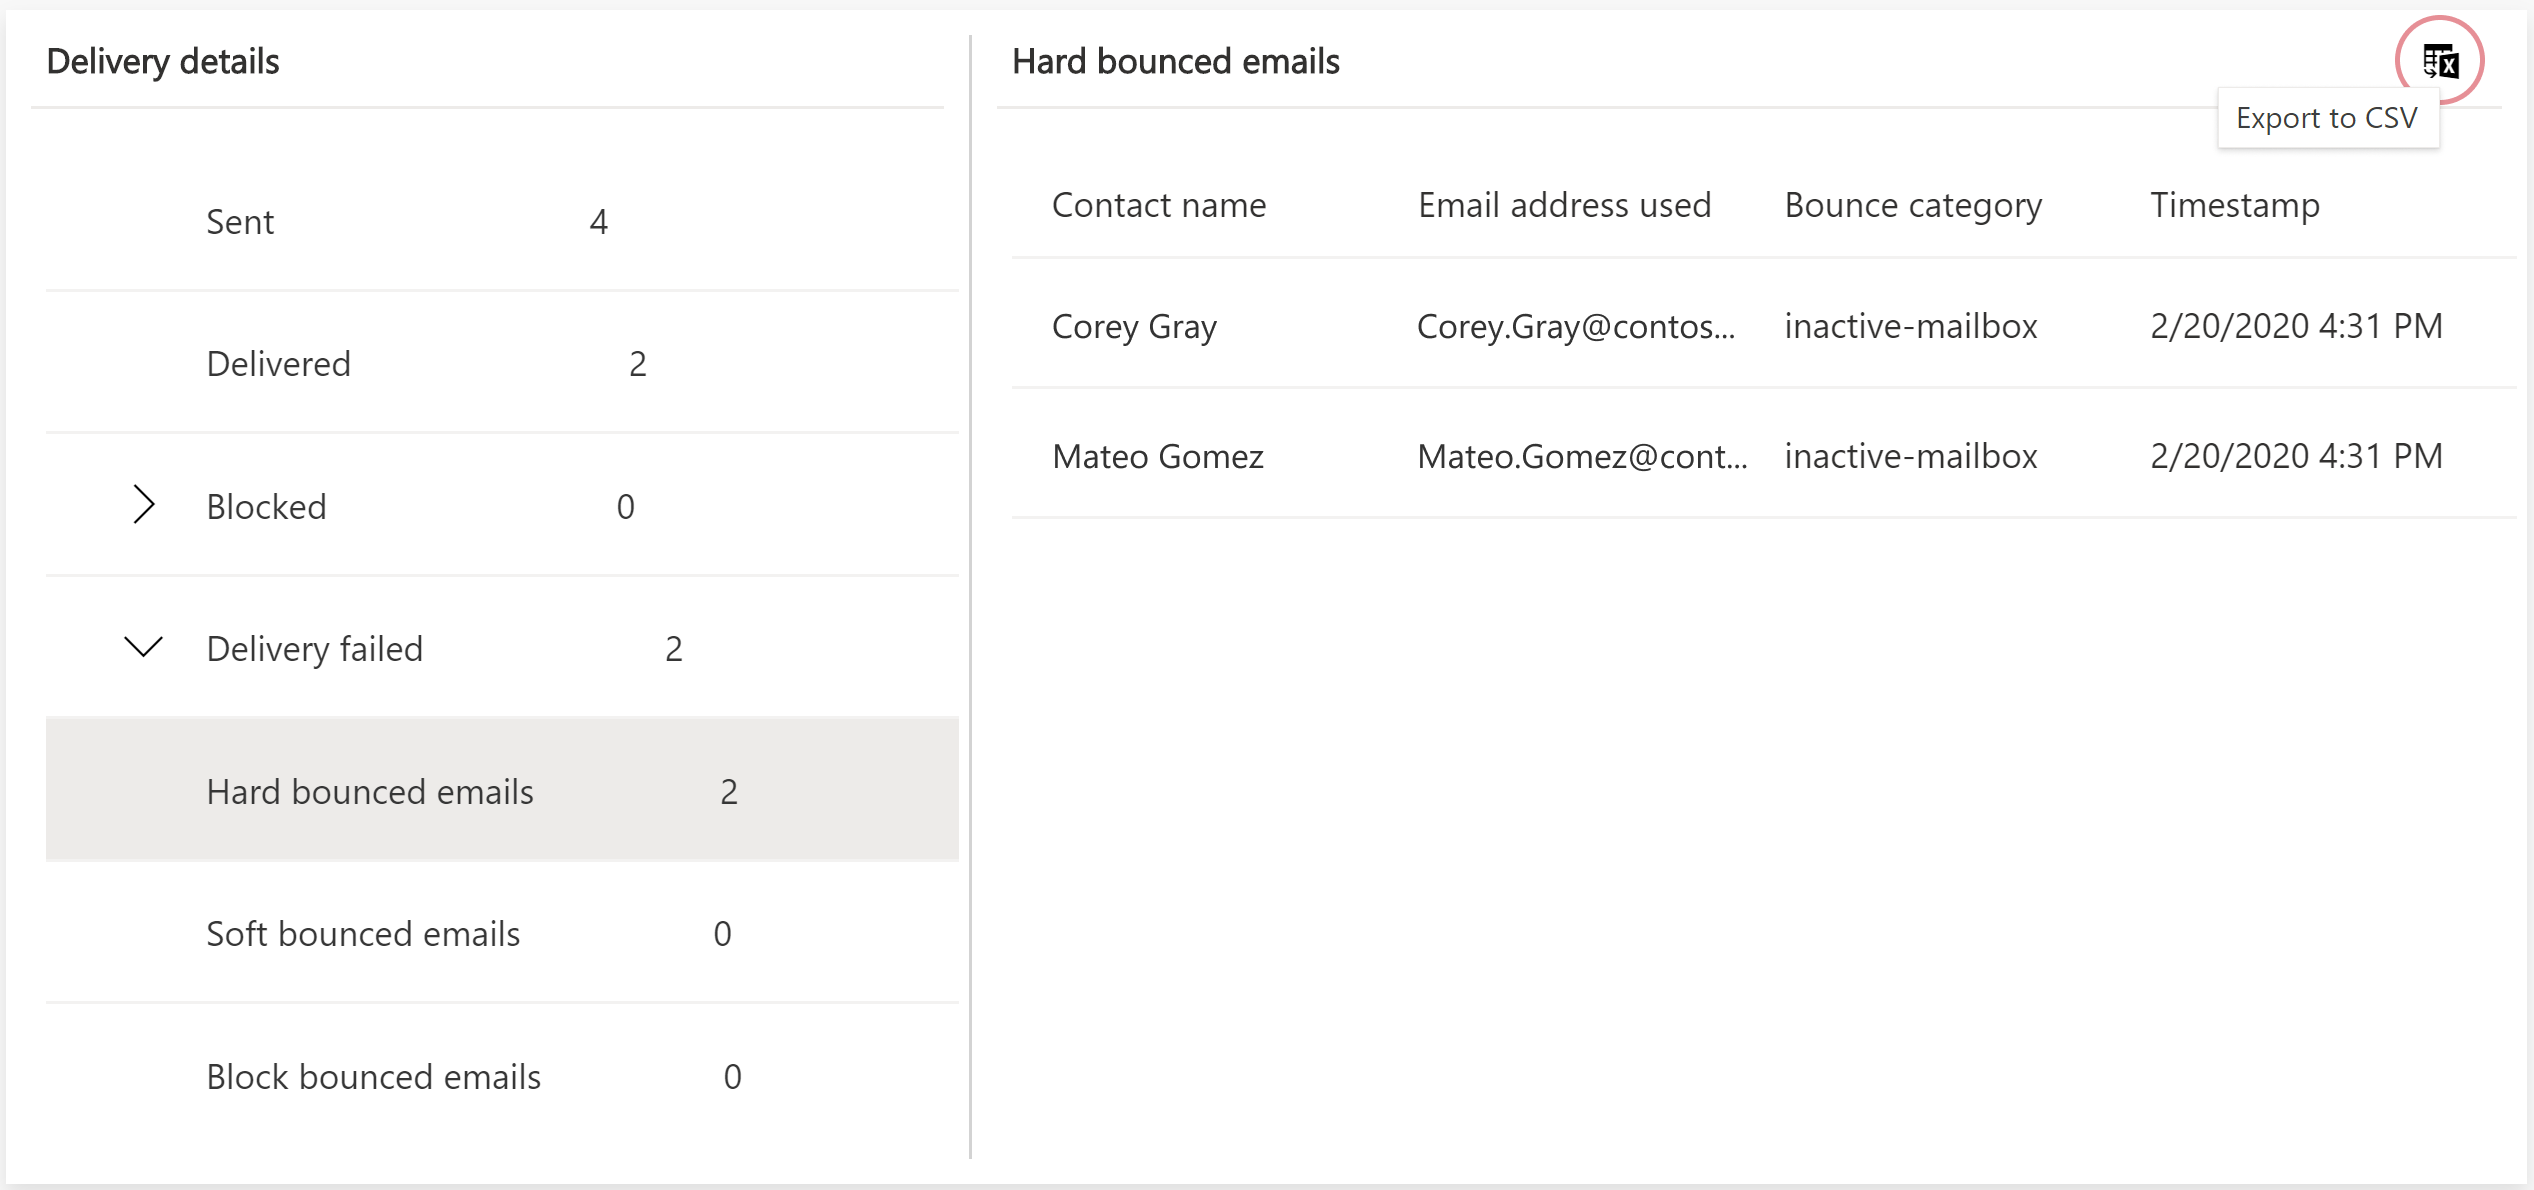 Delivery details
Sent 4
Delivered 2
Blocked 0
Delivery failed 2
Hard bounced emails 2
Soft bounced emails 0
Block bounced emails 0
Hard bounced emails
Export to CSV
Contact name Email address used Bounce category Timestamp
Corey Gray Corey.Gray@contos... inactive-mailbox 2/20/2020 4:31 PM
Mateo Gomez Mateo.Gomez@cont... inactive-mailbox 2/20/2020 4:31 PM